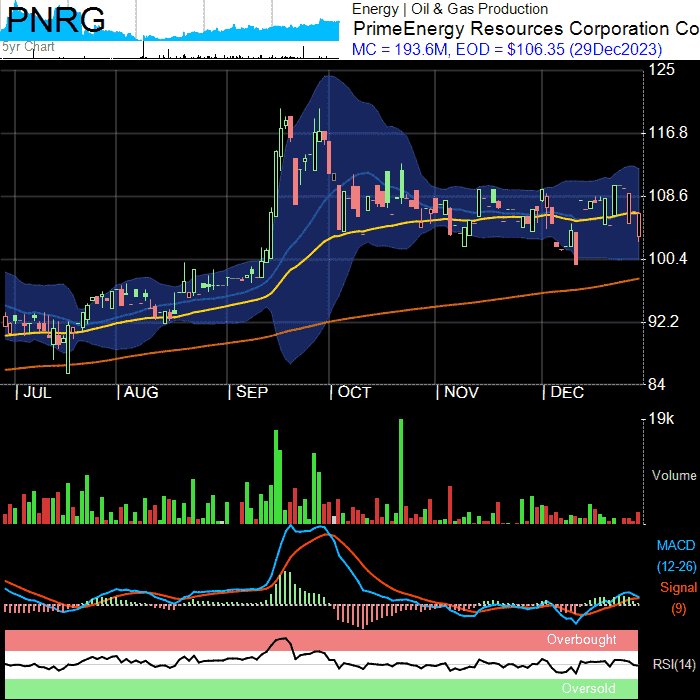 PNRG
5yr Chart
Energy | Oil & Gas Production
PrimeEnergy Resources Corporation Co
MC = 193.6M, EOD = $106.35 (29Dec2023)
125
116.8
108.6
100.4
92.2
84
JUL AUG SEP OCT NOV DEC
19k
Volume
MACD
(12-26)
Signal
(9)
Overbought
RSI(14)
Oversold